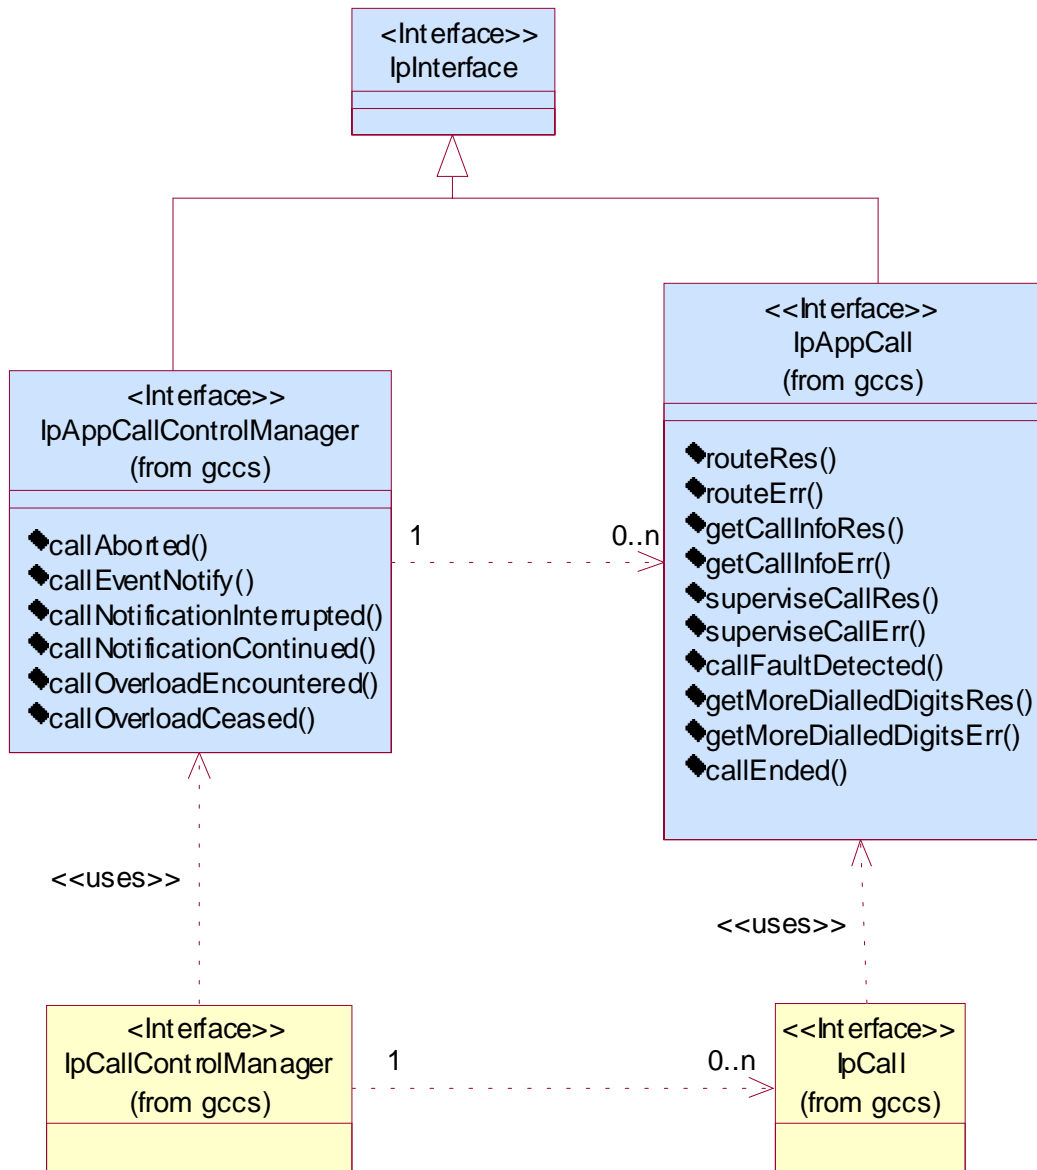 <Interface>>
IpInterface
<<Interface>>
IpAppCall
(from gccs)
routeRes()
routeErr()
getCallInfoRes()
getCallInfoErr()
superviseCallRes()
superviseCallErr()
callFaultDetected()
getMoreDialledDigitsRes()
getMoreDialledDigitsErr()
callEnded()
<Interface>>
IpAppCallControlManager
(from gccs)
callAborted()
callEventNotify()
callNotificationInterrupted()
callNotificationContinued()
callOverloadEncountered()
callOverloadCeased()
1
0..n
<<uses>>
<<uses>>
<Interface>>
IpCallControlManager
(from gccs)
1
0..n
<<Interface>>
IpCall
(from gccs)